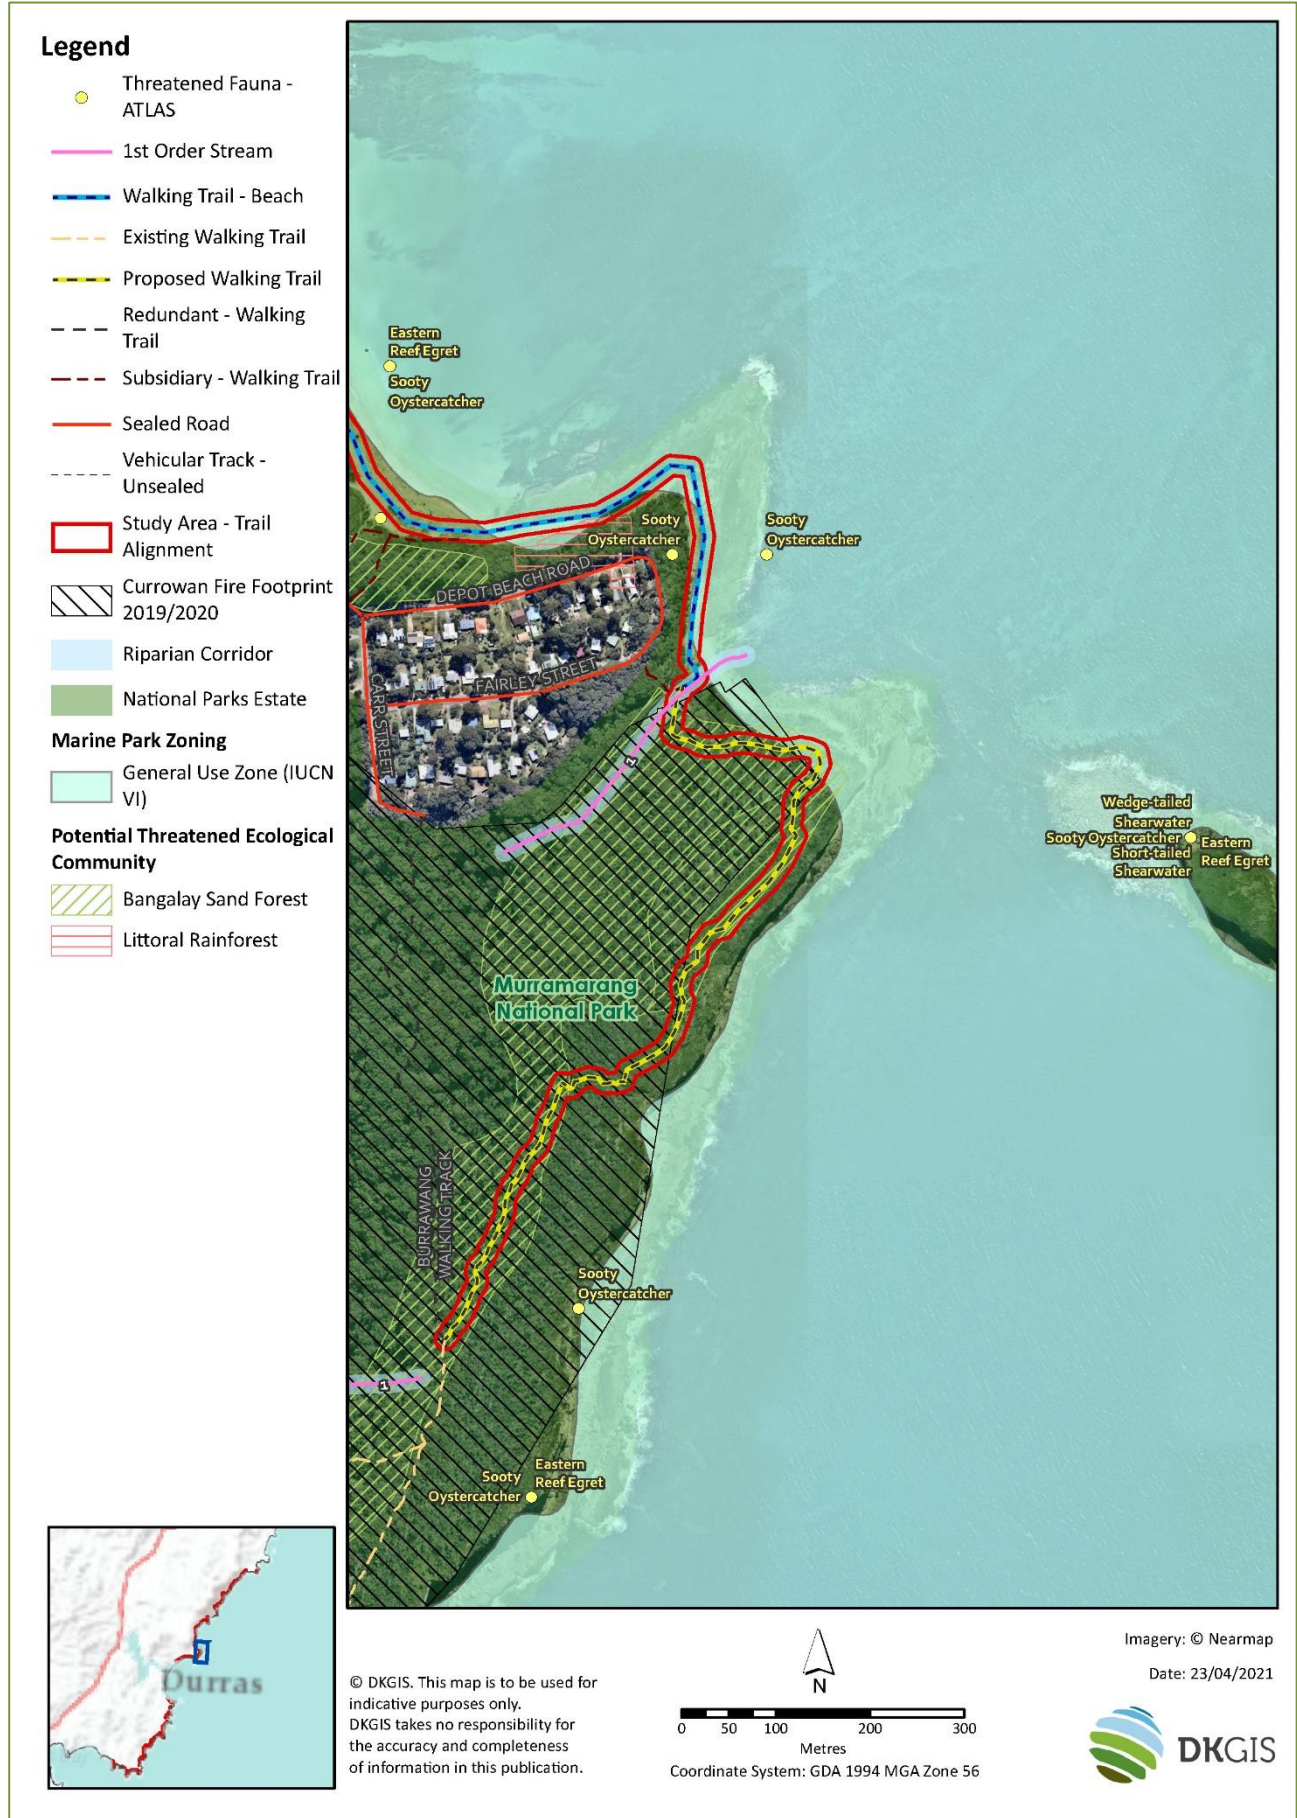 Legend
Threatened Fauna -
ATLAS
1st Order Stream
Walking Trail - Beach
Existing Walking Trail
Proposed Walking Trail
Redundant - Walking
Trail
Subsidiary - Walking Trail
Sealed Road
Vehicular Track -
Unsealed
Study Area - Trail
Alignment
Currowan Fire Footprint
2019/2020
Riparian Corridor
National Parks Estate
Marine Park Zoning
General Use Zone (IUCN
VI)
Potential Threatened Ecological
Community
Bangalay Sand Forest
Littoral Rainforest
Eastern
Reef Egret
Sooty
Oystercatcher
Sooty
Oystercatcher
Sooty
Oystercatcher
DEPOT BEACH ROAD
FAIRLEY STREET
CARR STREET
1
Wedge-tailed
Shearwater
Sooty Oystercatcher
Short-tailed
Shearwater
Eastern
Reef Egret
Murramarang
National Park
BURRAWANG
WALKING TRACK
Sooty
Oystercatcher
1
Eastern
Reef Egret
Sooty
Oystercatcher
Durras
© DKGIS. This map is to be used for
indicative purposes only.
DKGIS takes no responsibility for
the accuracy and completeness
of information in this publication.
N
0 50 100 200 300
Metres
Coordinate System: GDA 1994 MGA Zone 56
Imagery: © Nearmap
Date: 23/04/2021
DKGIS